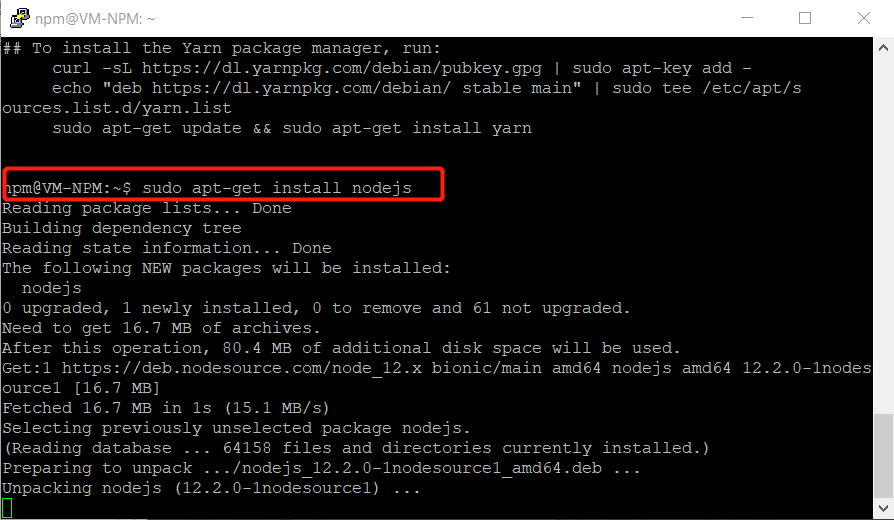 npm@VM-NPM: ~
## To install the Yarn package manager, run:
     curl -sL https://dl.yarnpkg.com/debian/pubkey.gpg | sudo apt-key add -
     echo "deb https://dl.yarnpkg.com/debian/ stable main" | sudo tee /etc/apt/s
ources.list.d/yarn.list
     sudo apt-get update && sudo apt-get install yarn
npm@VM-NPM:~$ sudo apt-get install nodejs
Reading package lists... Done
Building dependency tree
Reading state information... Done
The following NEW packages will be installed:
  nodejs
0 upgraded, 1 newly installed, 0 to remove and 61 not upgraded.
Need to get 16.7 MB of archives.
After this operation, 80.4 MB of additional disk space will be used.
Get:1 https://deb.nodesource.com/node_12.x bionic/main amd64 nodejs amd64 12.2.0-1nodes
ource1 [16.7 MB]
Fetched 16.7 MB in 1s (15.1 MB/s)
Selecting previously unselected package nodejs.
(Reading database ... 64158 files and directories currently installed.)
Preparing to unpack .../nodejs_12.2.0-1nodesource1_amd64.deb ...
Unpacking nodejs (12.2.0-1nodesource1) ...